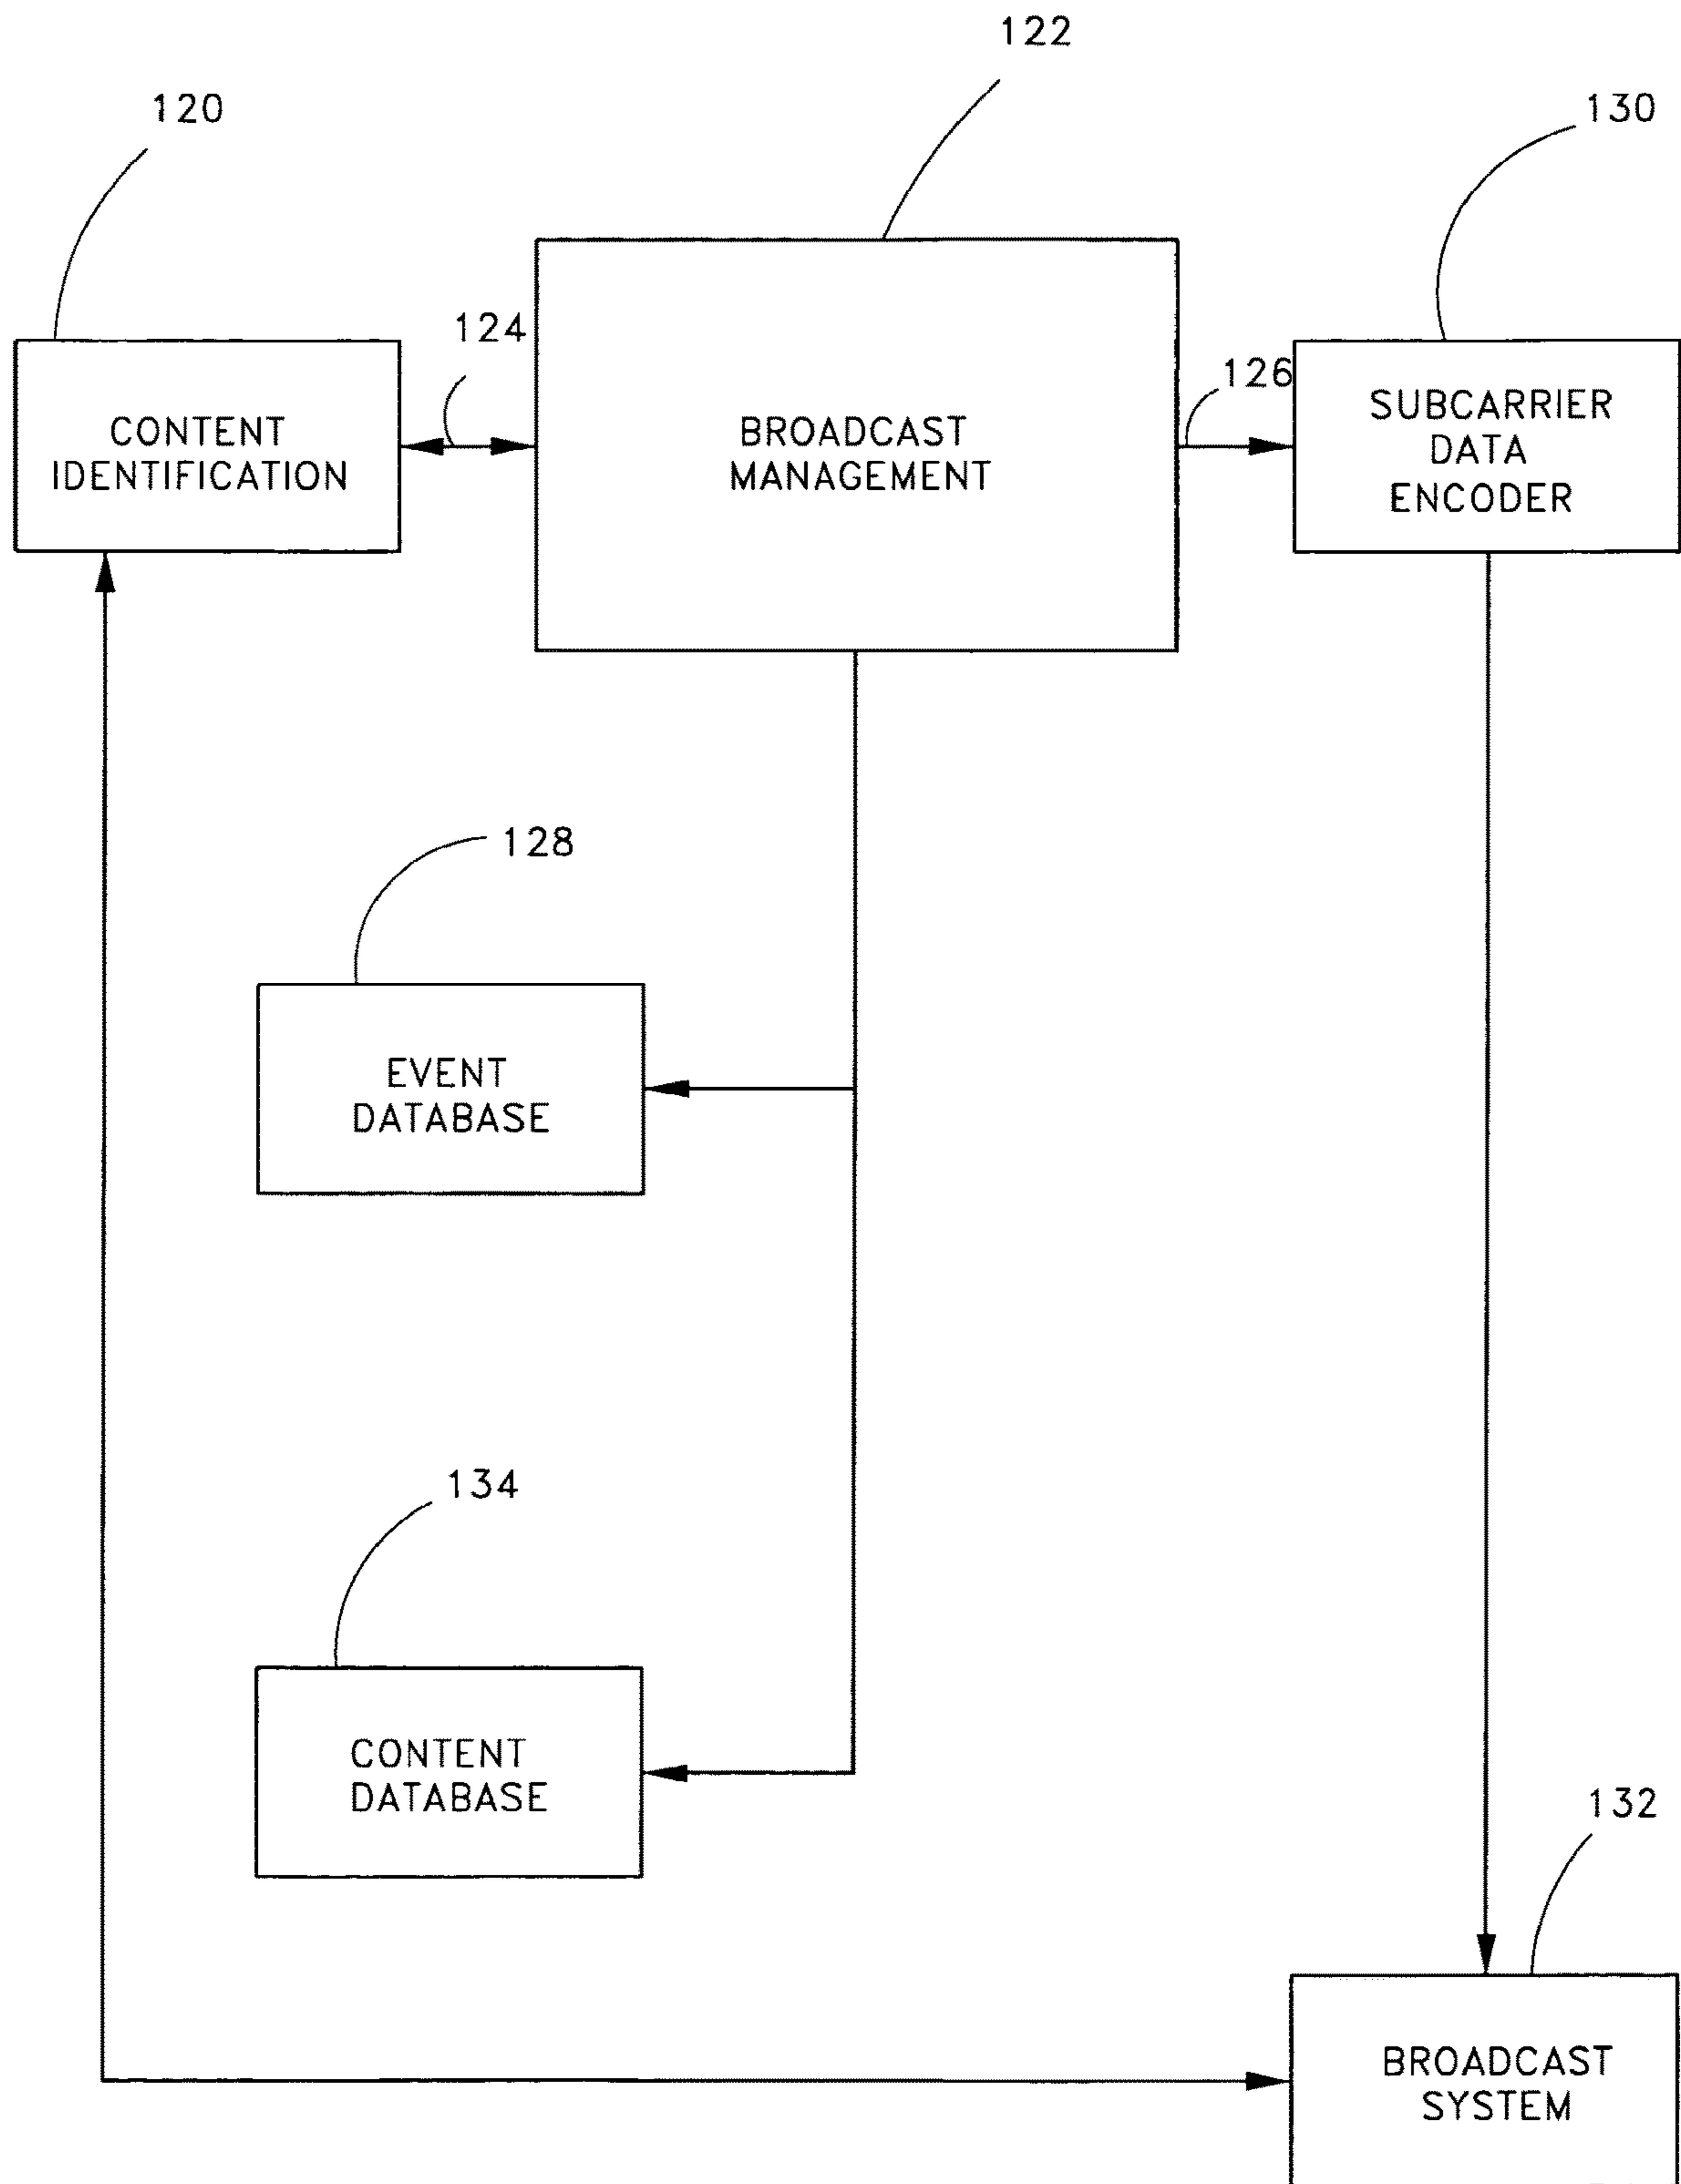 122
120
130
124
126
CONTENT
IDENTIFICATION
BROADCAST
MANAGEMENT
SUBCARRIER
DATA
ENCODER
128
EVENT
DATABASE
134
CONTENT
DATABASE
132
BROADCAST
SYSTEM